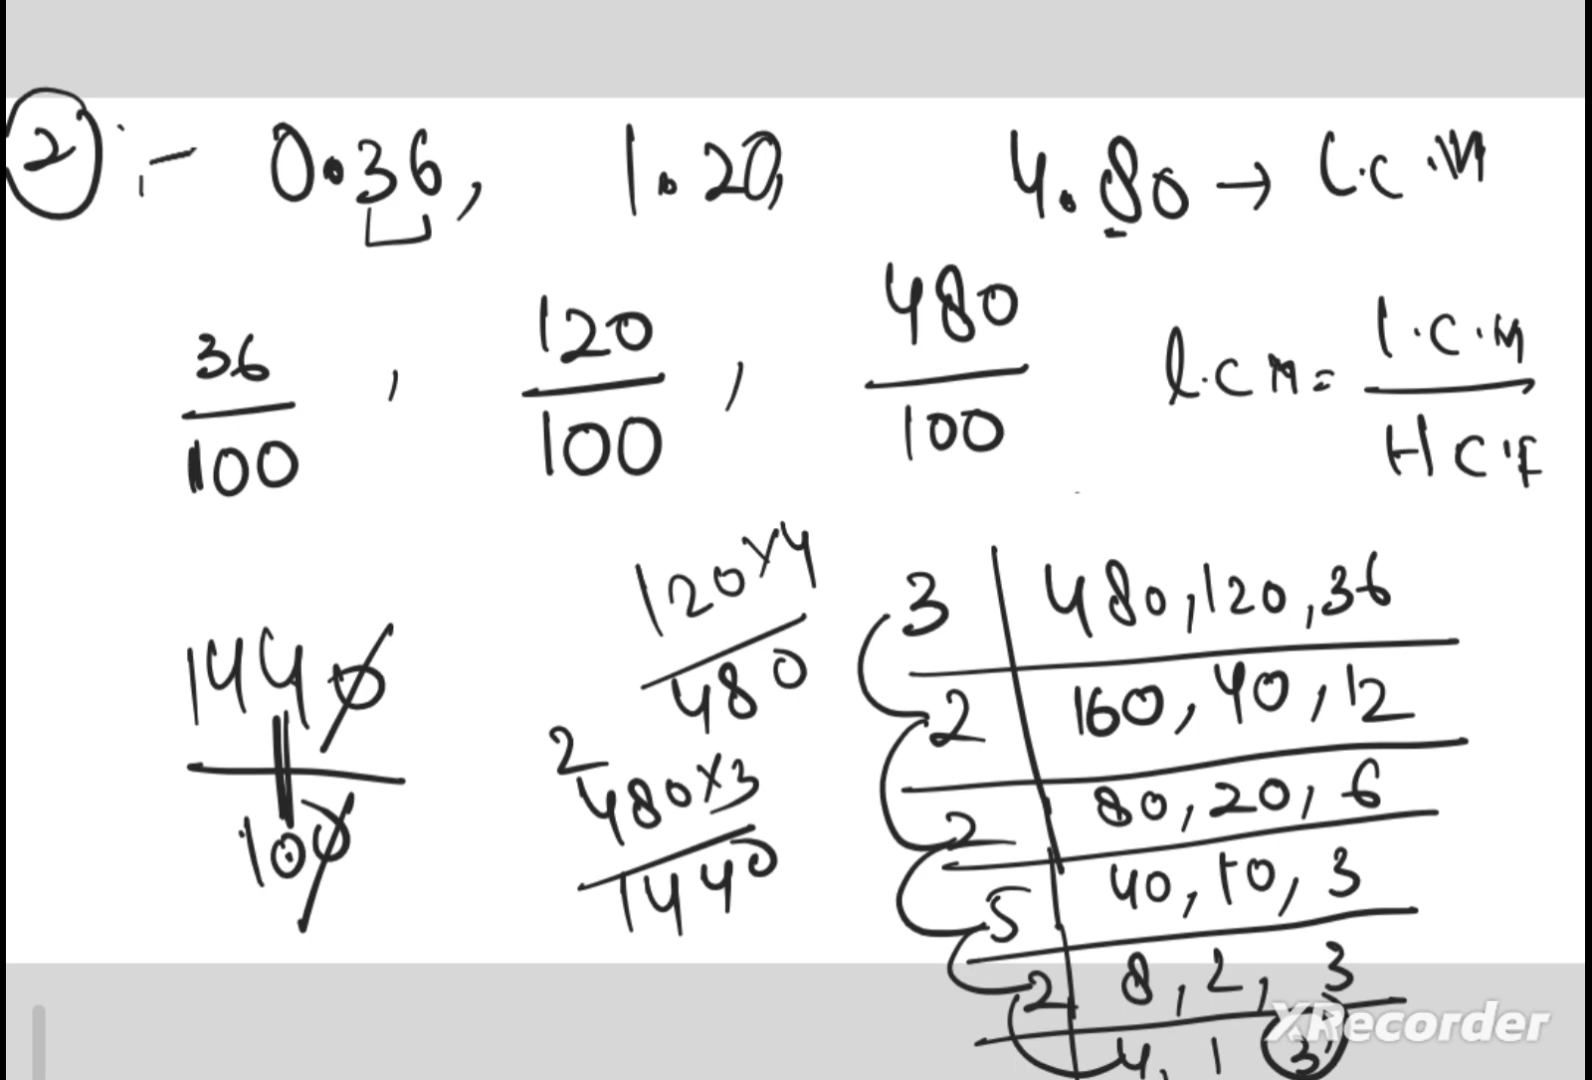 2 :- 0.36, 1.20, 4.80 → L.C.M
36/100 , 120/100 , 480/100 L.C.M = L.C.M/H.C.F
1440/100
120×4
480
2
480×3
1440
3 | 480, 120, 36
2 | 160, 40, 12
2 | 80, 20, 6
5 | 40, 10, 3
2 | 8, 2, 3
4, 1 3
XRecorder